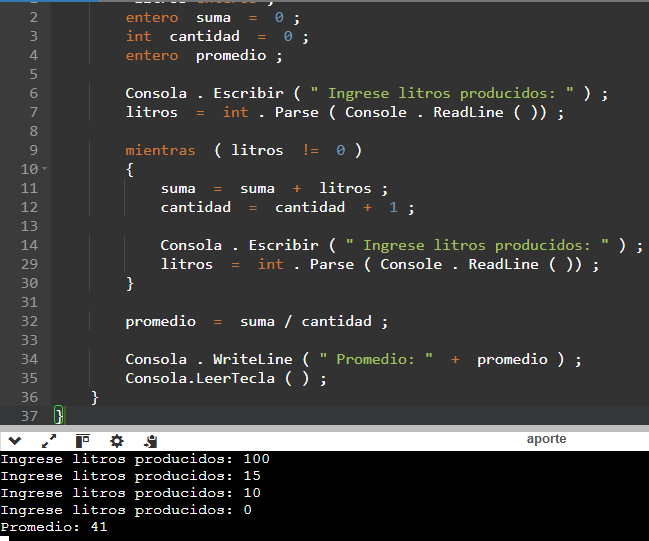 2 entero suma = 0 ;
3 int cantidad = 0 ;
4 entero promedio ;
5
6 Consola . Escribir ( " Ingrese litros producidos: " ) ;
7 litros = int . Parse ( Console . ReadLine ( )) ;
8
9 mientras ( litros != 0 )
10 {
11 suma = suma + litros ;
12 cantidad = cantidad + 1 ;
13
14 Consola . Escribir ( " Ingrese litros producidos: " ) ;
29 litros = int . Parse ( Console . ReadLine ( )) ;
30 }
31
32 promedio = suma / cantidad ;
33
34 Consola . WriteLine ( " Promedio: " + promedio ) ;
35 Consola.LeerTecla ( ) ;
36 }
37 }
aporte
Ingrese litros producidos: 100
Ingrese litros producidos: 15
Ingrese litros producidos: 10
Ingrese litros producidos: 0
Promedio: 41